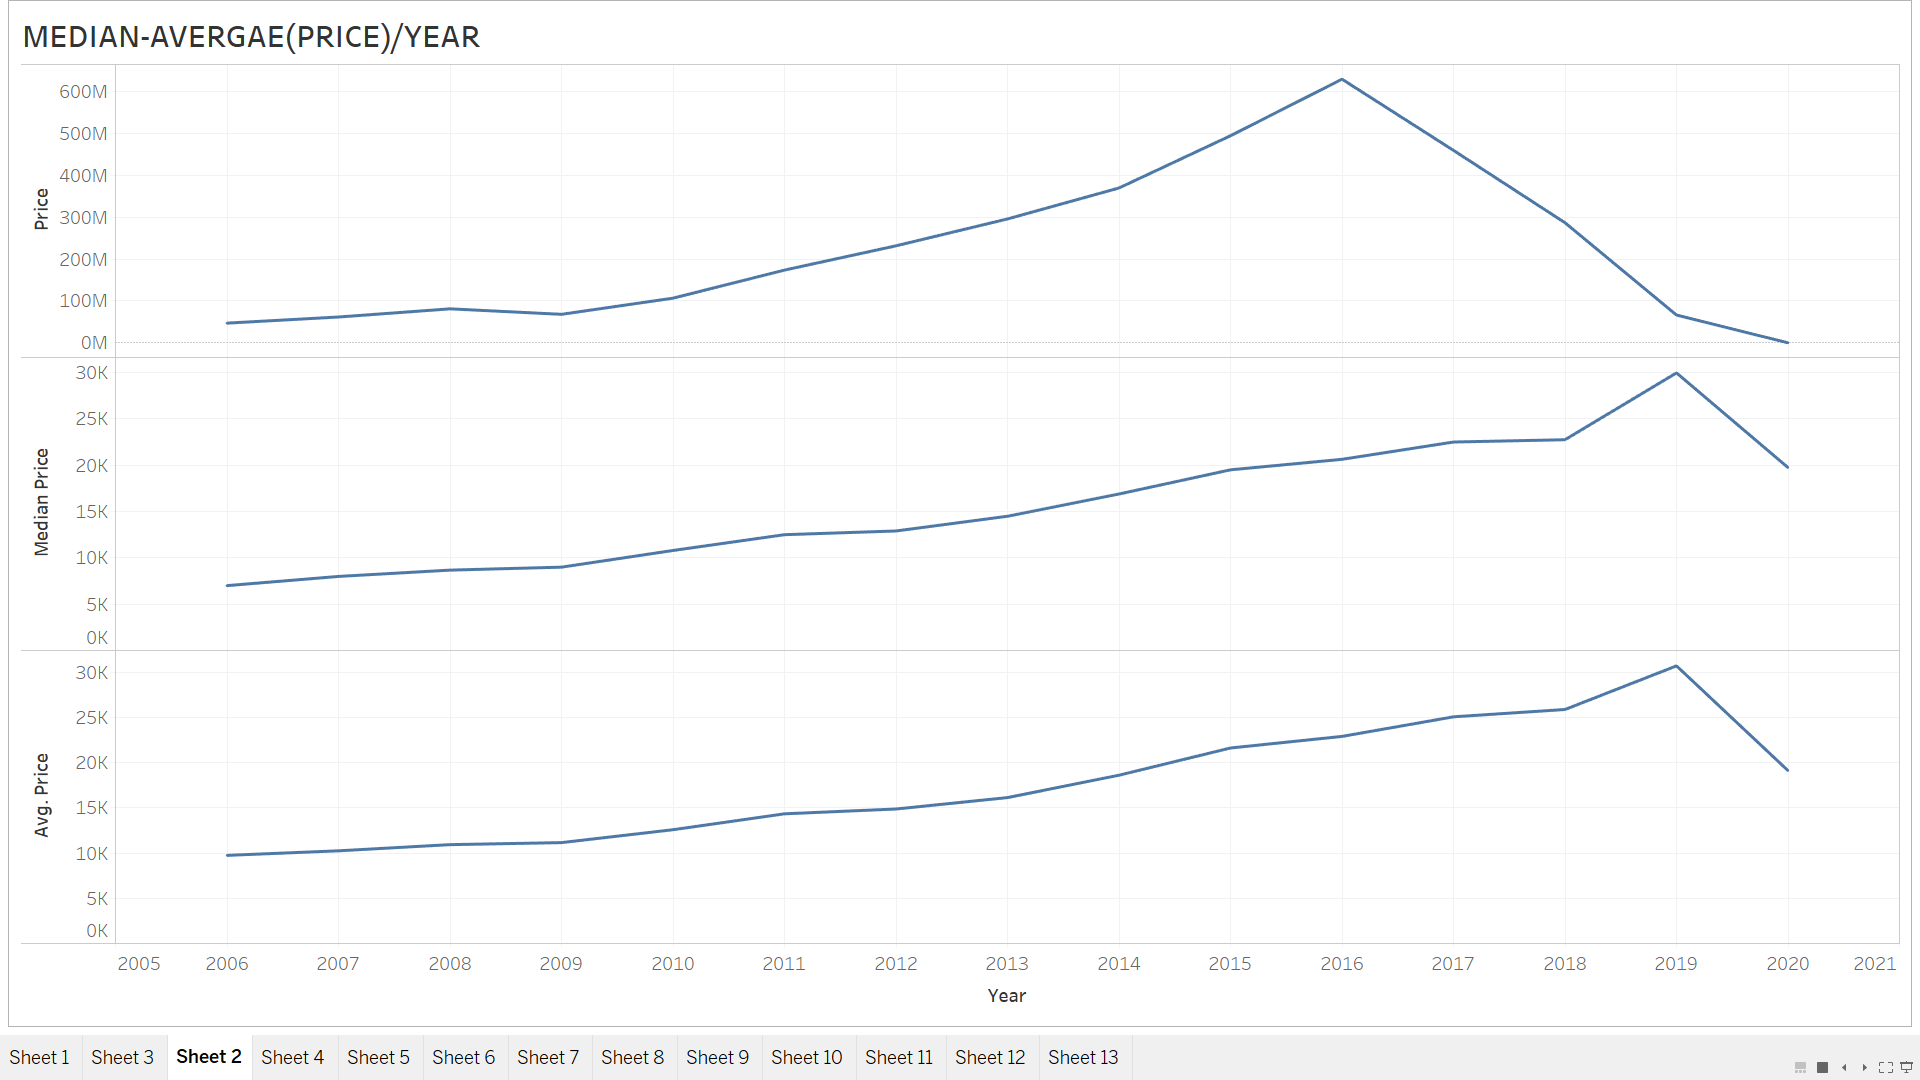 MEDIAN-AVERGAE(PRICE)/YEAR
Price
600M
500M
400M
300M
200M
100M
0M
Median Price
30K
25K
20K
15K
10K
5K
0K
Avg. Price
30K
25K
20K
15K
10K
5K
0K
2005 2006 2007 2008 2009 2010 2011 2012 2013 2014 2015 2016 2017 2018 2019 2020 2021
Year
Sheet 1 Sheet 3 Sheet 2 Sheet 4 Sheet 5 Sheet 6 Sheet 7 Sheet 8 Sheet 9 Sheet 10 Sheet 11 Sheet 12 Sheet 13